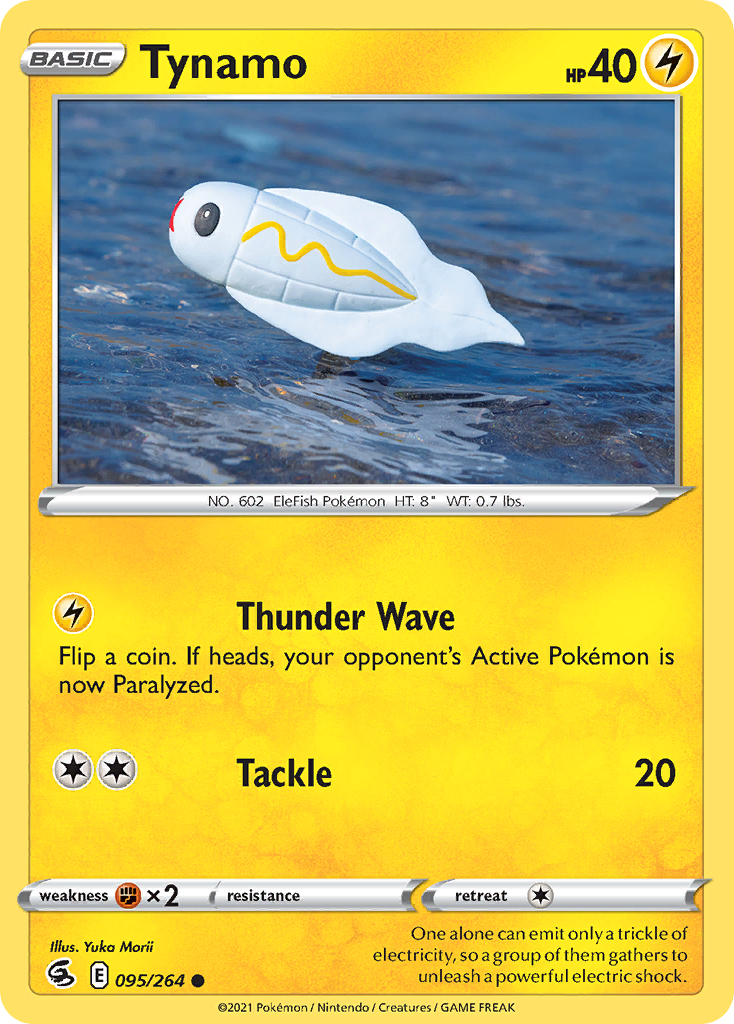 BASIC Tynamo HP 40
NO. 602 EleFish Pokémon HT: 8" WT: 0.7 lbs.
Thunder Wave
Flip a coin. If heads, your opponent's Active Pokémon is
now Paralyzed.
Tackle 20
weakness ×2 resistance retreat
Illus. Yuka Morii
E 095/264
One alone can emit only a trickle of
electricity, so a group of them gathers to
unleash a powerful electric shock.
©2021 Pokémon / Nintendo / Creatures / GAME FREAK